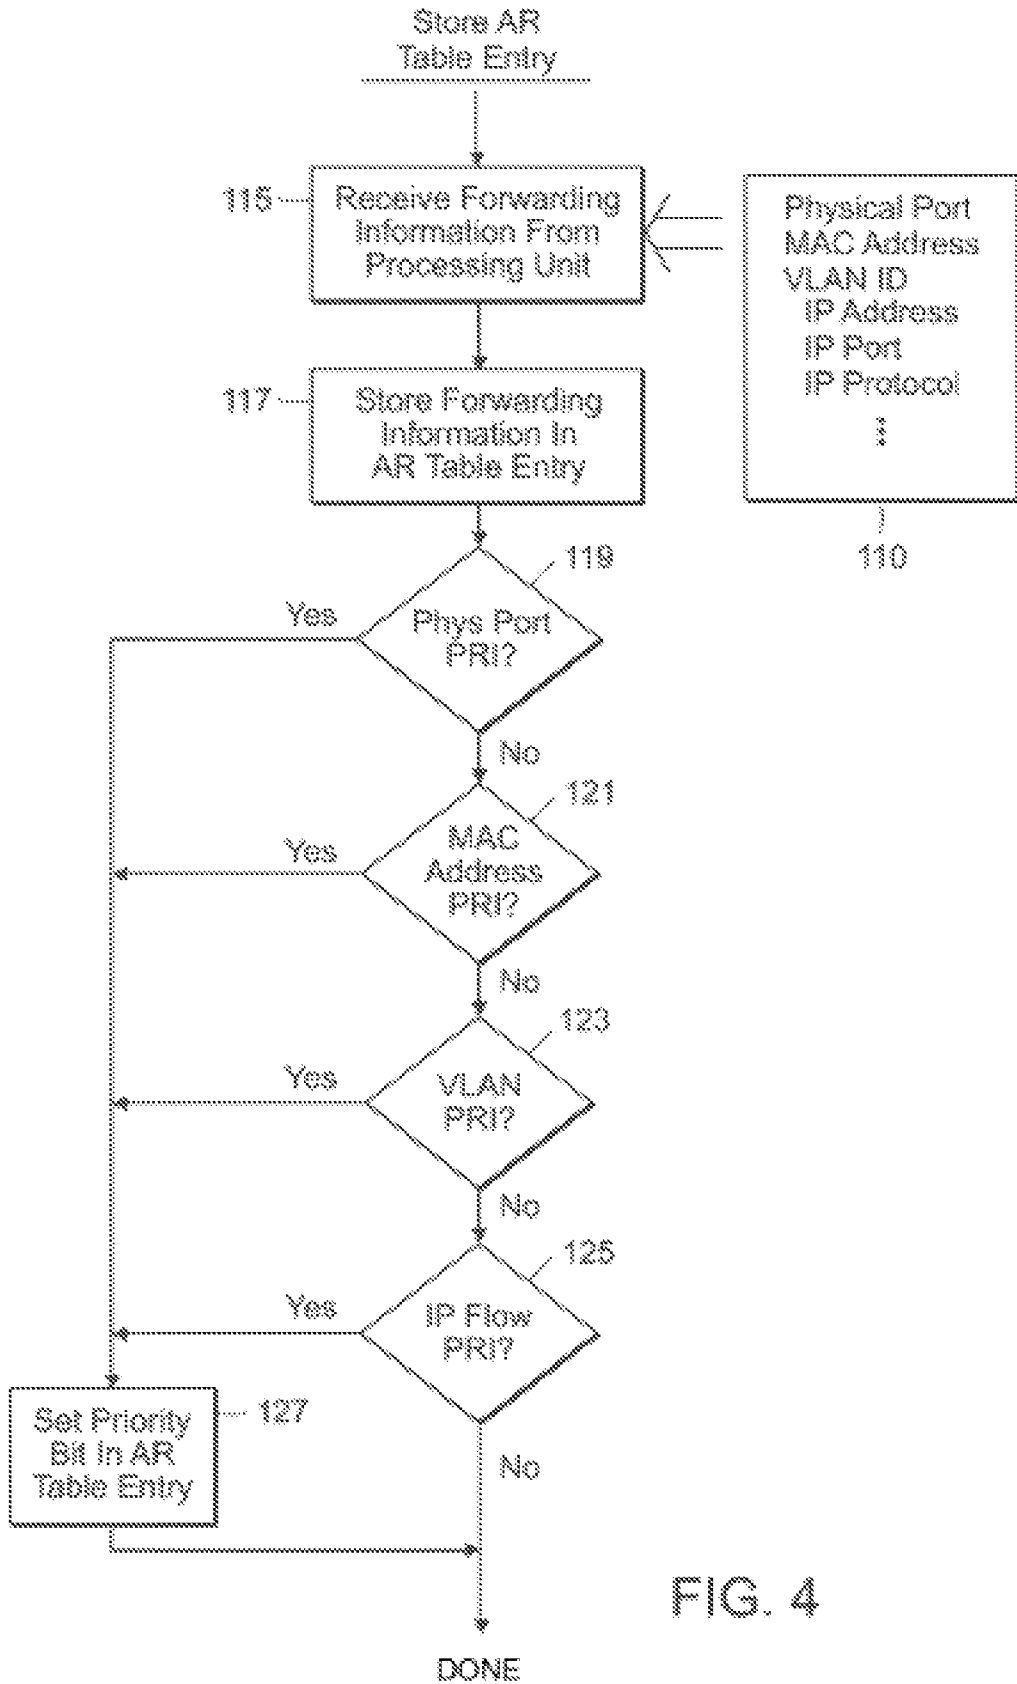 Store AR
Table Entry
115
Receive Forwarding
Information From
Processing Unit
Physical Port
MAC Address
VLAN ID
IP Address
IP Port
IP Protocol
110
117
Store Forwarding
Information In
AR Table Entry
119
Phys Port
PRI?
Yes
No
121
MAC
Address
PRI?
Yes
No
123
VLAN
PRI?
Yes
No
125
IP Flow
PRI?
Yes
No
127
Set Priority
Bit In AR
Table Entry
DONE
FIG. 4